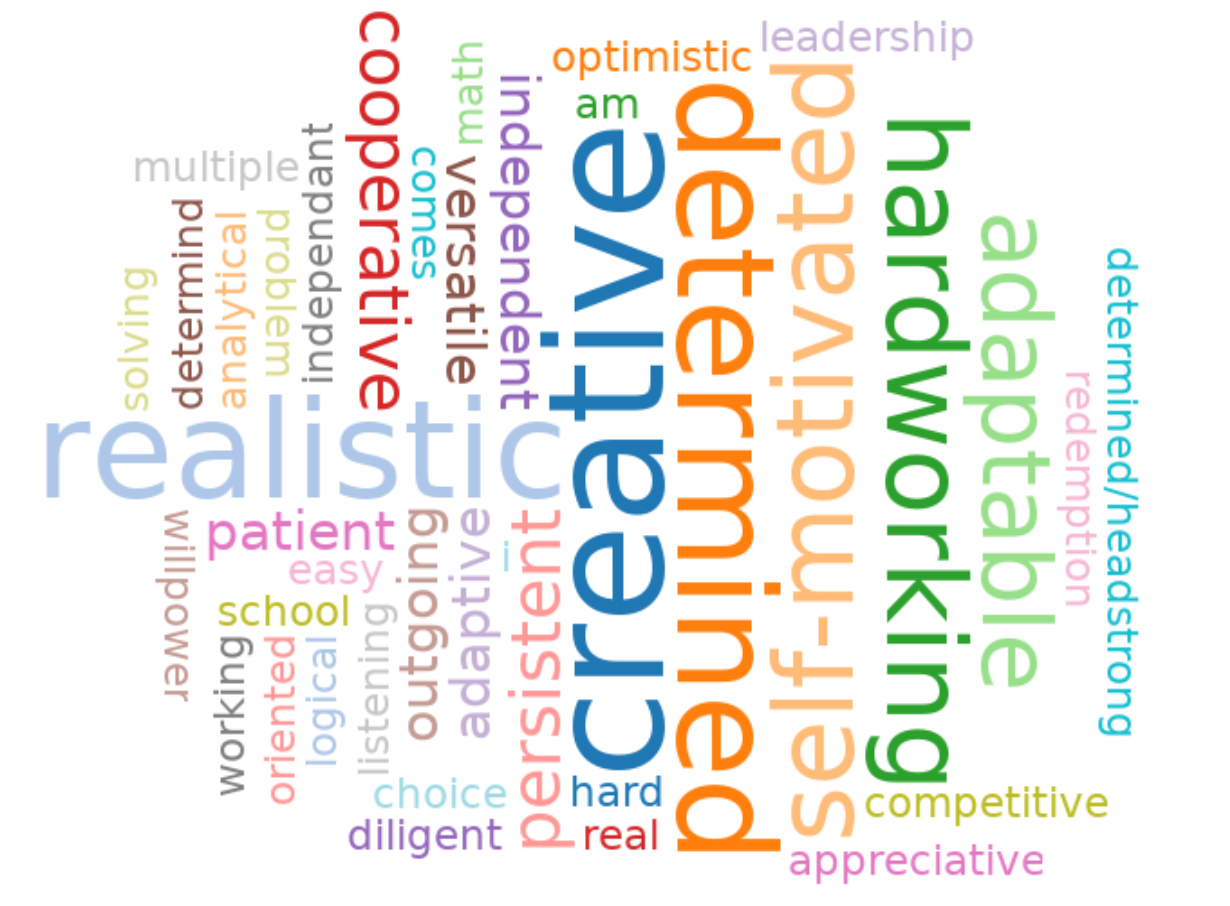 cooperative
math
optimistic
leadership
am
independent
determined
self-motivated
hardworking
multiple
independant
comes
versatile
creative
determind
analytical
problem
solving
adaptable
determined/headstrong
redemption
realistic
willpower
patient
easy
school
outgoing
adaptive
i
persistent
working
oriented
logical
listening
choice
hard
competitive
diligent
real
appreciative